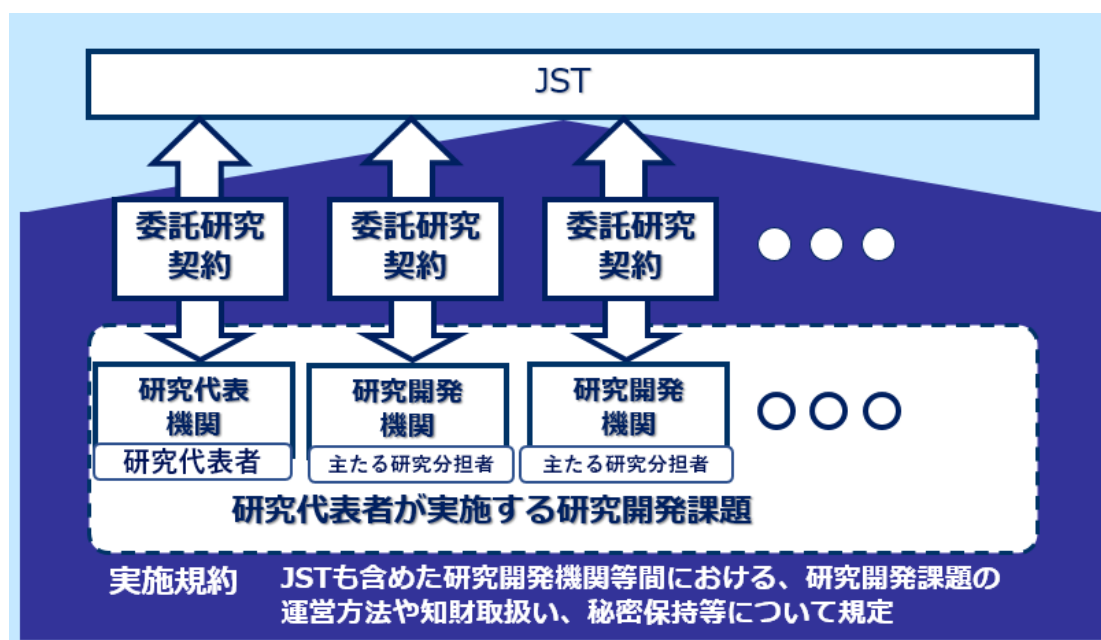 JST
委託研究
契約
委託研究
契約
委託研究
契約
研究代表
機関
研究代表者
研究開発
機関
主たる研究分担者
研究開発
機関
主たる研究分担者
研究代表者が実施する研究開発課題
実施規約
JSTも含めた研究開発機関等間における、研究開発課題の
運営方法や知財取扱い、秘密保持等について規定